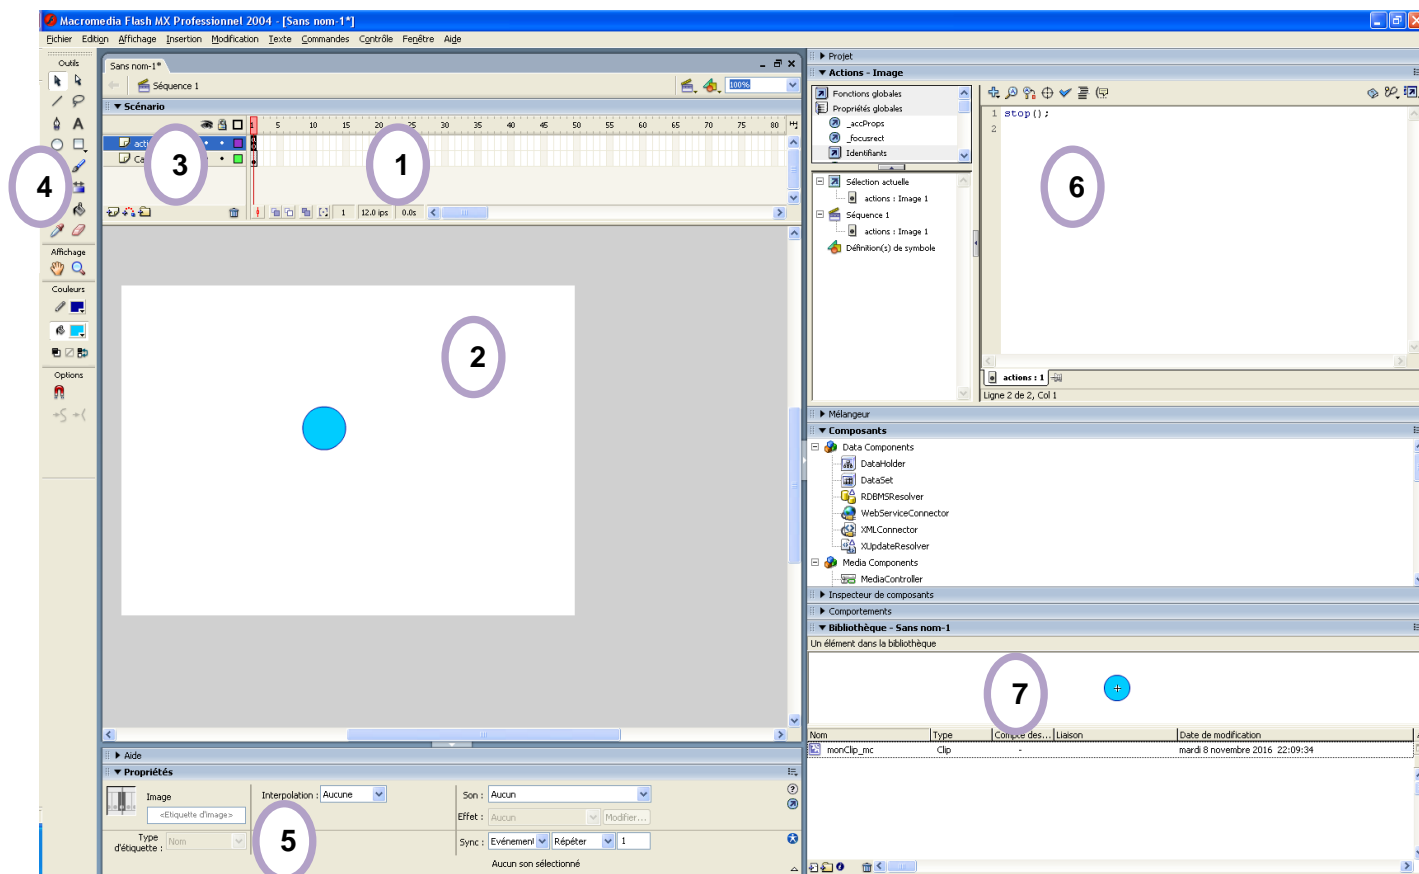 Macromedia Flash MX Professionnel 2004 - [Sans nom-1*]
Fichier Edition Affichage Insertion Modification Texte Commandes Contrôle Fenêtre Aide
Outils
Sans nom-1*
Séquence 1
100%
Scénario
1 5 10 15 20 25 30 35 40 45 50 55 60 65 70 75 80
3
1
4
1 12.0 ips 0.0s
Affichage
Couleurs
Options
2
Aide
Propriétés
Image
<Etiquette d'image>
Type d'étiquette : Nom
Interpolation : Aucune
5
Son : Aucun
Effet : Aucun Modifier...
Sync : Evénement Répéter 1
Aucun son sélectionné
Projet
Actions - Image
Fonctions globales
Propriétés globales
_accProps
_focusrect
Identifiants
Sélection actuelle
actions : Image 1
Séquence 1
actions : Image 1
Définition(s) de symbole
1 stop();
2
6
actions : 1
Ligne 2 de 2, Col 1
Mélangeur
Composants
Data Components
DataHolder
DataSet
RDBMSResolver
WebServiceConnector
XMLConnector
XUpdateResolver
Media Components
MediaController
Inspecteur de composants
Comportements
Bibliothèque - Sans nom-1
Un élément dans la bibliothèque
7
Nom Type Compte des... Liaison Date de modification
monClip_mc Clip - mardi 8 novembre 2016 22:09:34